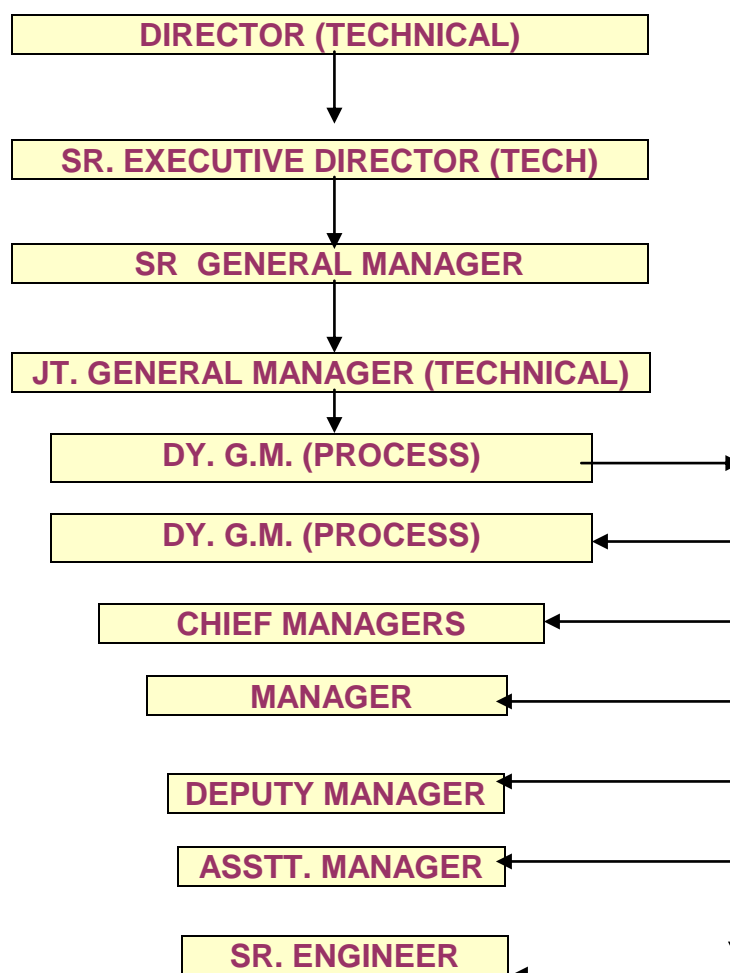 DIRECTOR (TECHNICAL)
SR. EXECUTIVE DIRECTOR (TECH)
SR GENERAL MANAGER
JT. GENERAL MANAGER (TECHNICAL)
DY. G.M. (PROCESS)
DY. G.M. (PROCESS)
CHIEF MANAGERS
MANAGER
DEPUTY MANAGER
ASSTT. MANAGER
SR. ENGINEER